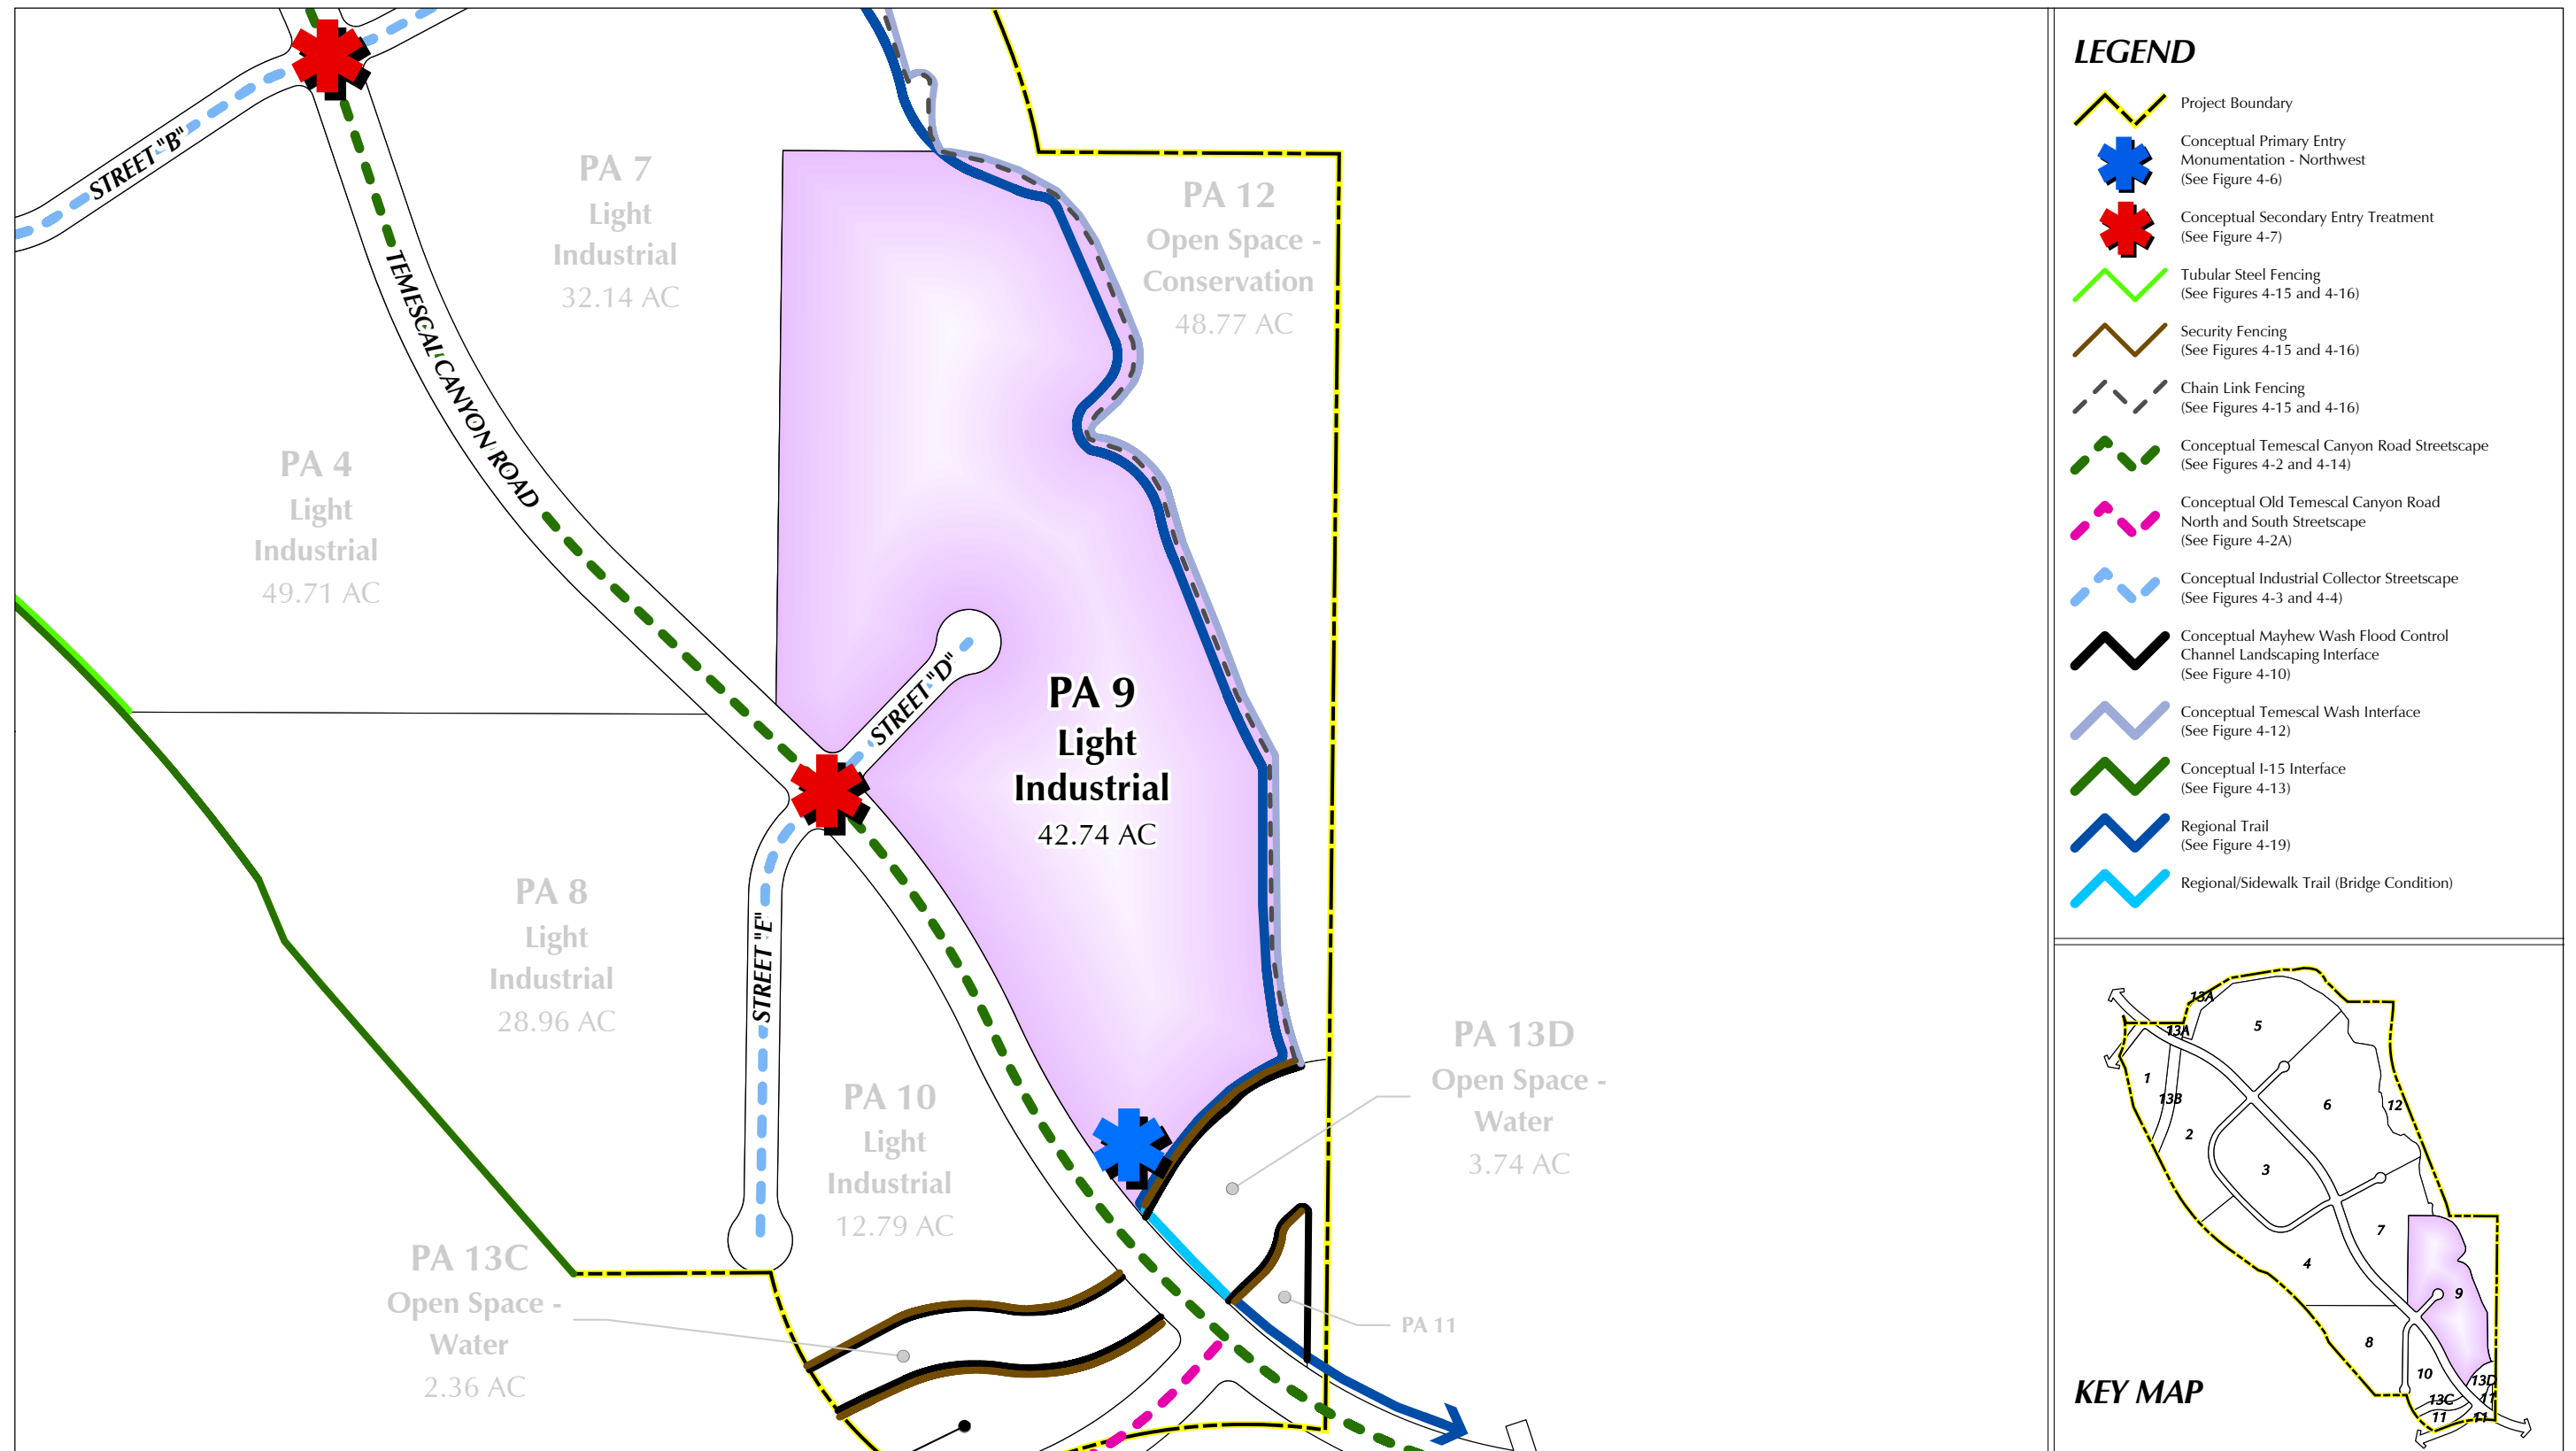 STREET "B"
TEMESCAL CANYON ROAD
PA 7
Light
Industrial
32.14 AC
PA 12
Open Space -
Conservation
48.77 AC
PA 4
Light
Industrial
49.71 AC
STREET "D"
PA 9
Light
Industrial
42.74 AC
PA 8
Light
Industrial
28.96 AC
STREET "E"
PA 10
Light
Industrial
12.79 AC
PA 13D
Open Space -
Water
3.74 AC
PA 13C
Open Space -
Water
2.36 AC
PA 11
LEGEND
Project Boundary
Conceptual Primary Entry
Monumentation - Northwest
(See Figure 4-6)
Conceptual Secondary Entry Treatment
(See Figure 4-7)
Tubular Steel Fencing
(See Figures 4-15 and 4-16)
Security Fencing
(See Figures 4-15 and 4-16)
Chain Link Fencing
(See Figures 4-15 and 4-16)
Conceptual Temescal Canyon Road Streetscape
(See Figures 4-2 and 4-14)
Conceptual Old Temescal Canyon Road
North and South Streetscape
(See Figure 4-2A)
Conceptual Industrial Collector Streetscape
(See Figures 4-3 and 4-4)
Conceptual Mayhew Wash Flood Control
Channel Landscaping Interface
(See Figure 4-10)
Conceptual Temescal Wash Interface
(See Figure 4-12)
Conceptual I-15 Interface
(See Figure 4-13)
Regional Trail
(See Figure 4-19)
Regional/Sidewalk Trail (Bridge Condition)
13A
13A
5
1
13B
6
12
2
3
7
4
9
8
10
13D
13C
11
11
11
KEY MAP